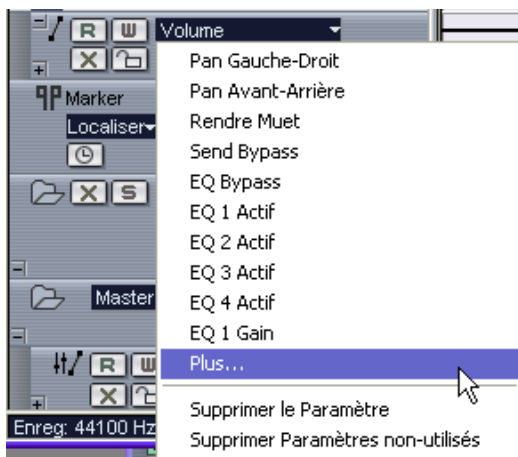 R W Volume
X
Pan Gauche-Droit
Pan Avant-Arrière
Marker
Rendre Muet
Localiser
Send Bypass
EQ Bypass
X S
EQ 1 Actif
EQ 2 Actif
EQ 3 Actif
Master
EQ 4 Actif
EQ 1 Gain
R W
Plus...
X
Supprimer le Paramètre
Enreg: 44100 Hz
Supprimer Paramètres non-utilisés